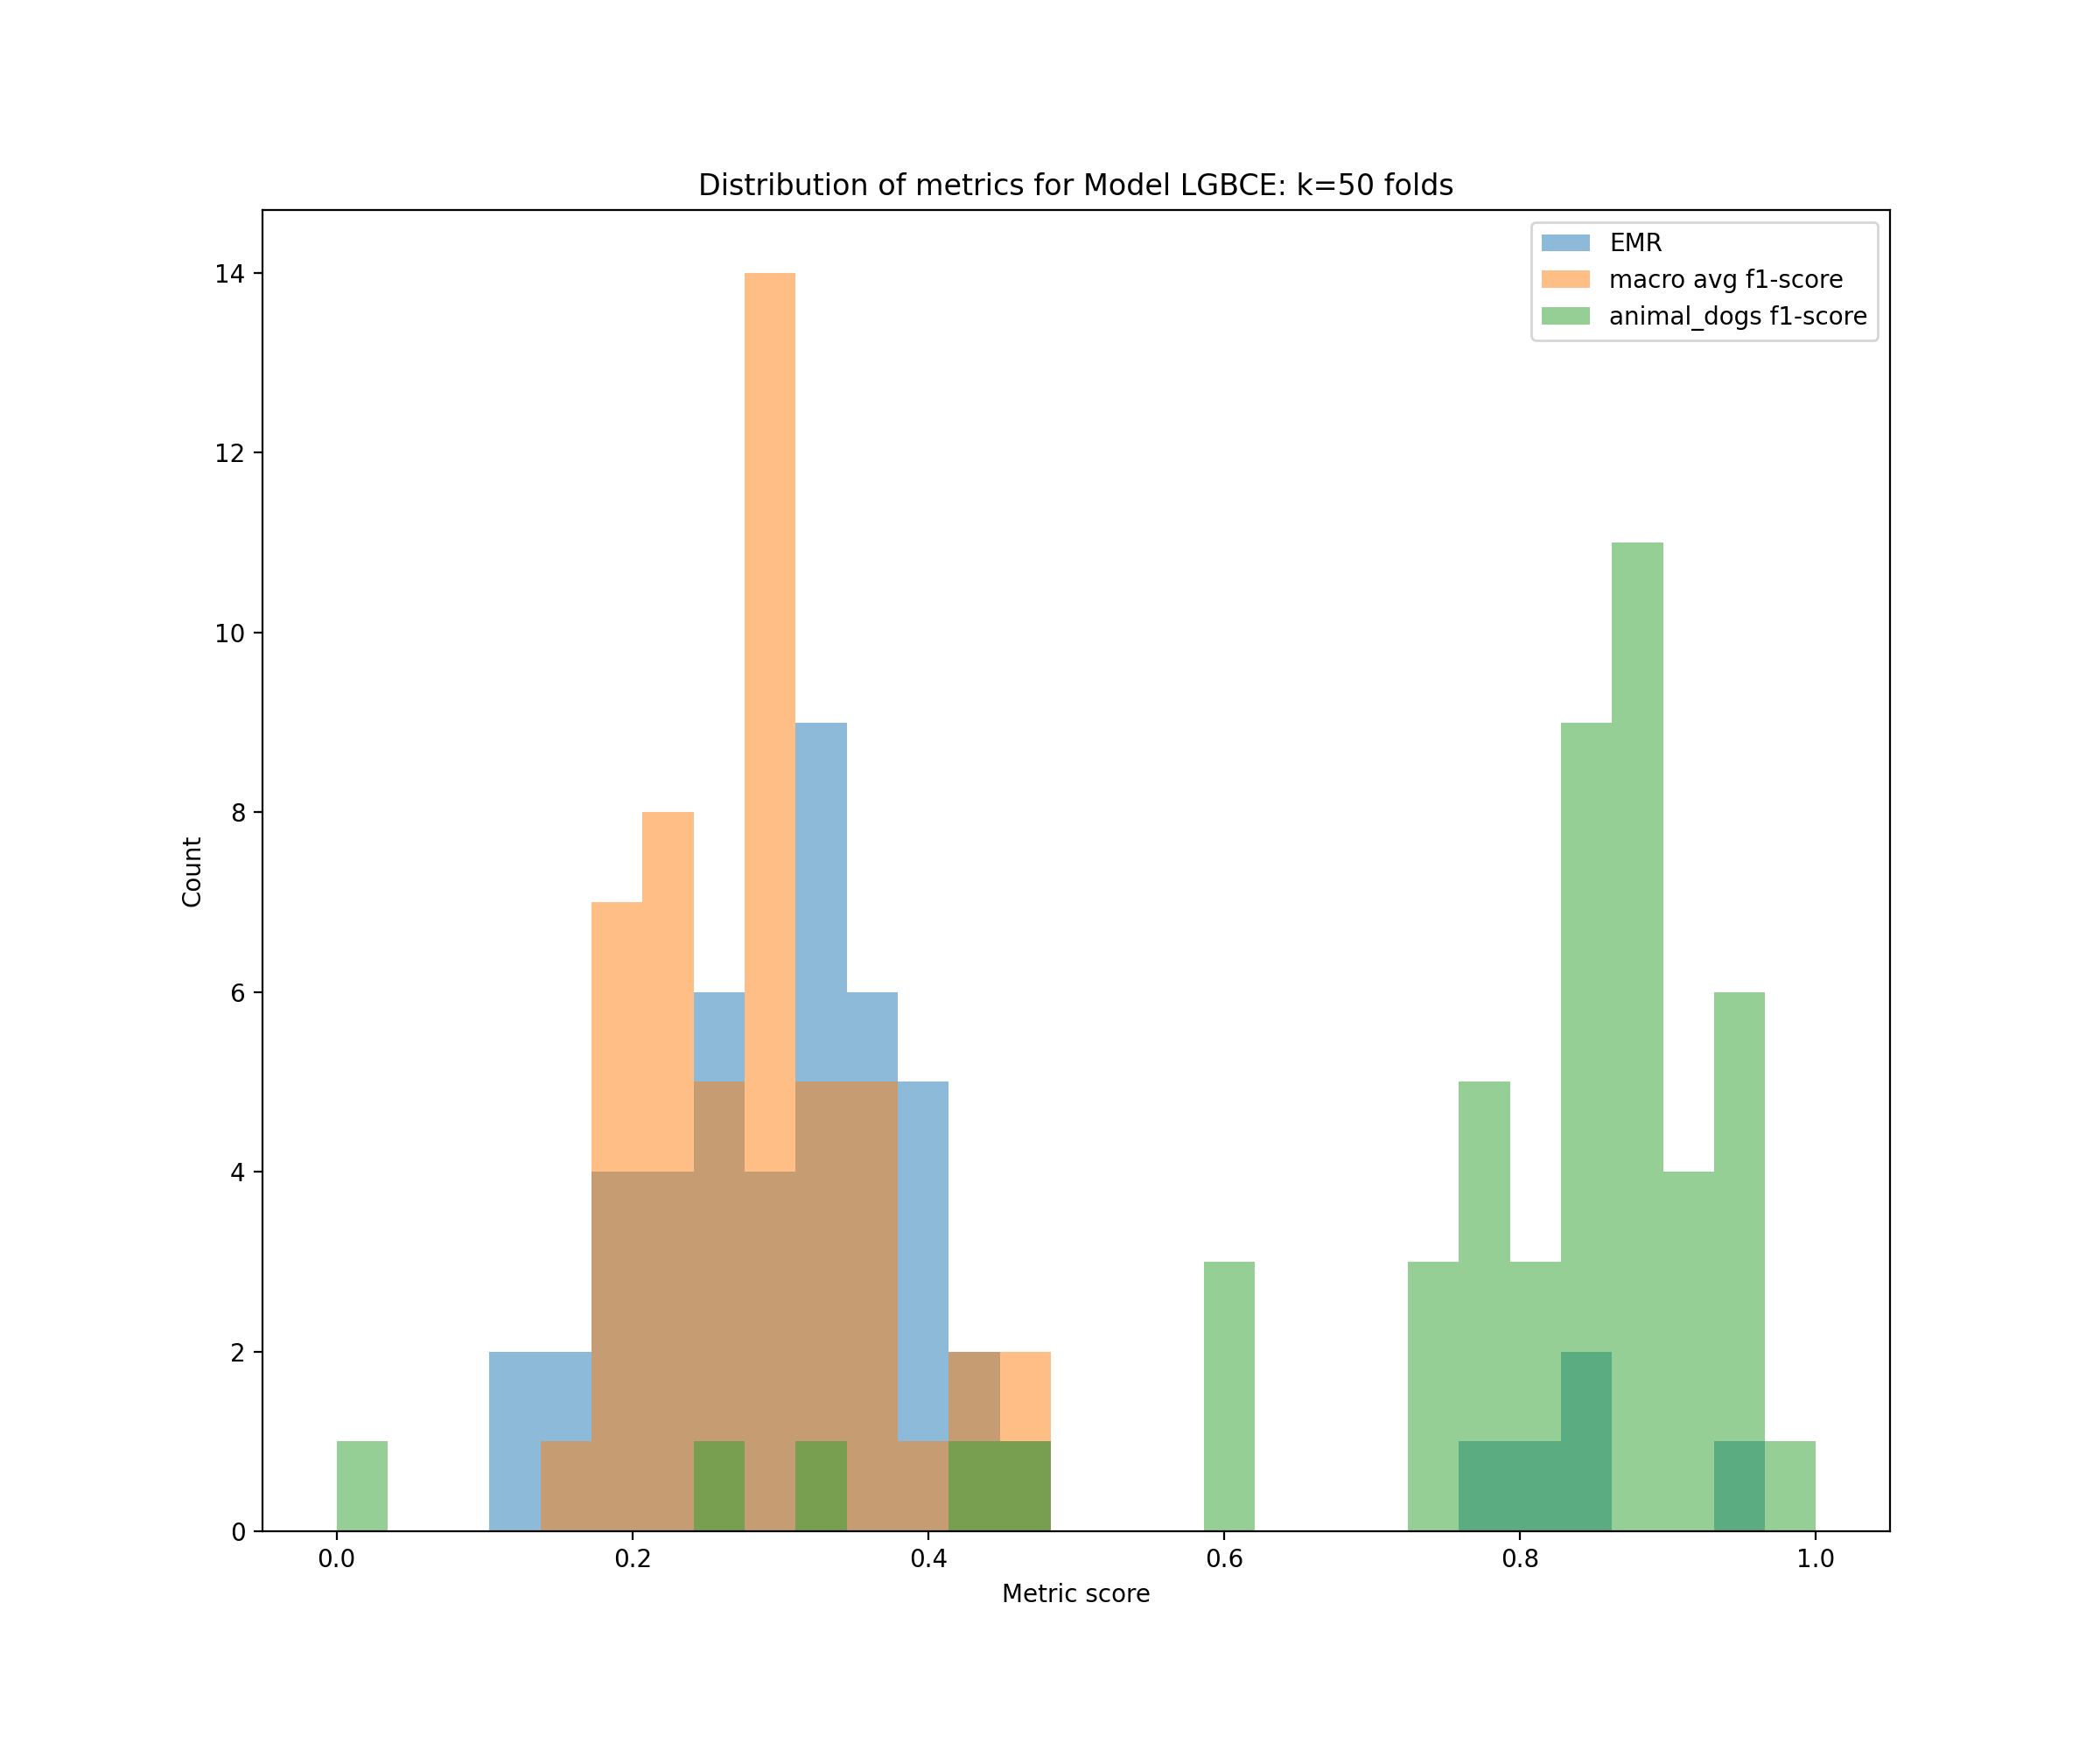 Distribution of metrics for Model LGBCE: k=50 folds
EMR
macro avg f1-score
animal_dogs f1-score
14
12
10
8
6
4
2
0
Count
0.0 0.2 0.4 0.6 0.8 1.0
Metric score